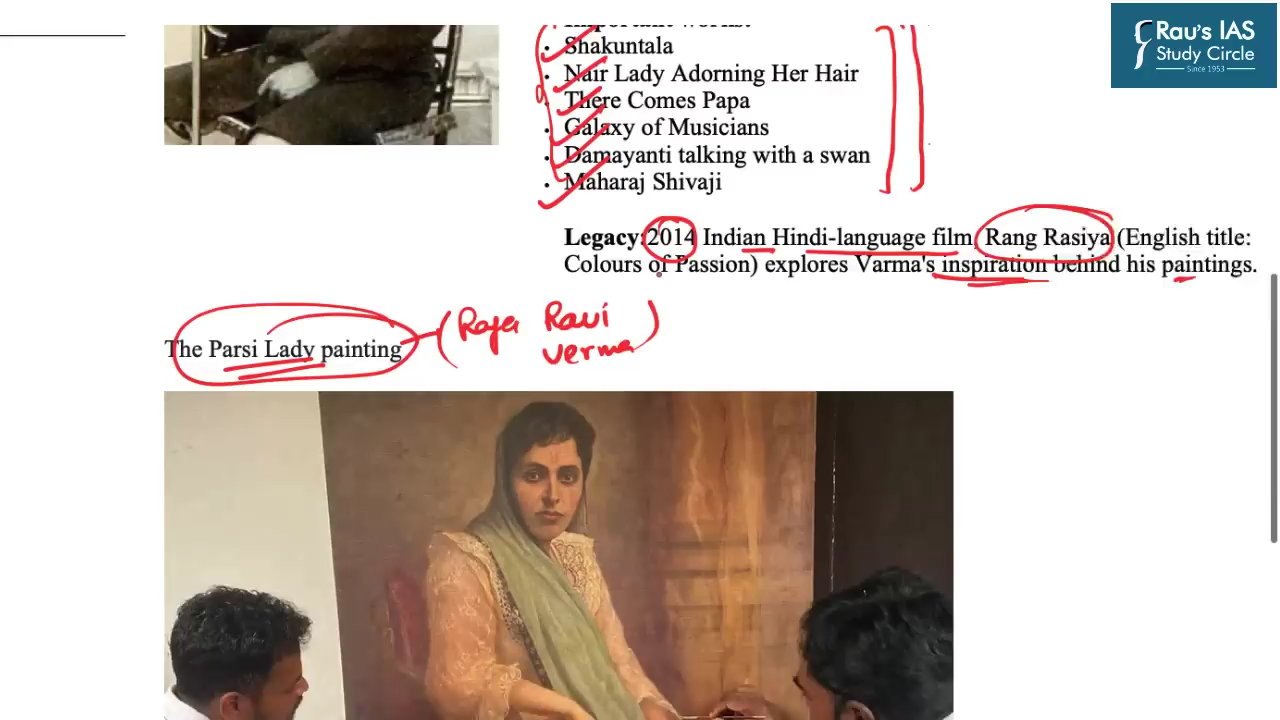 Rau's IAS
Study Circle
Since 1953
Important works:
Shakuntala
Nair Lady Adorning Her Hair
There Comes Papa
Galaxy of Musicians
Damayanti talking with a swan
Maharaj Shivaji
Legacy: 2014 Indian Hindi-language film Rang Rasiya (English title:
Colours of Passion) explores Varma's inspiration behind his paintings.
The Parsi Lady painting
(Raja Ravi
Verma)